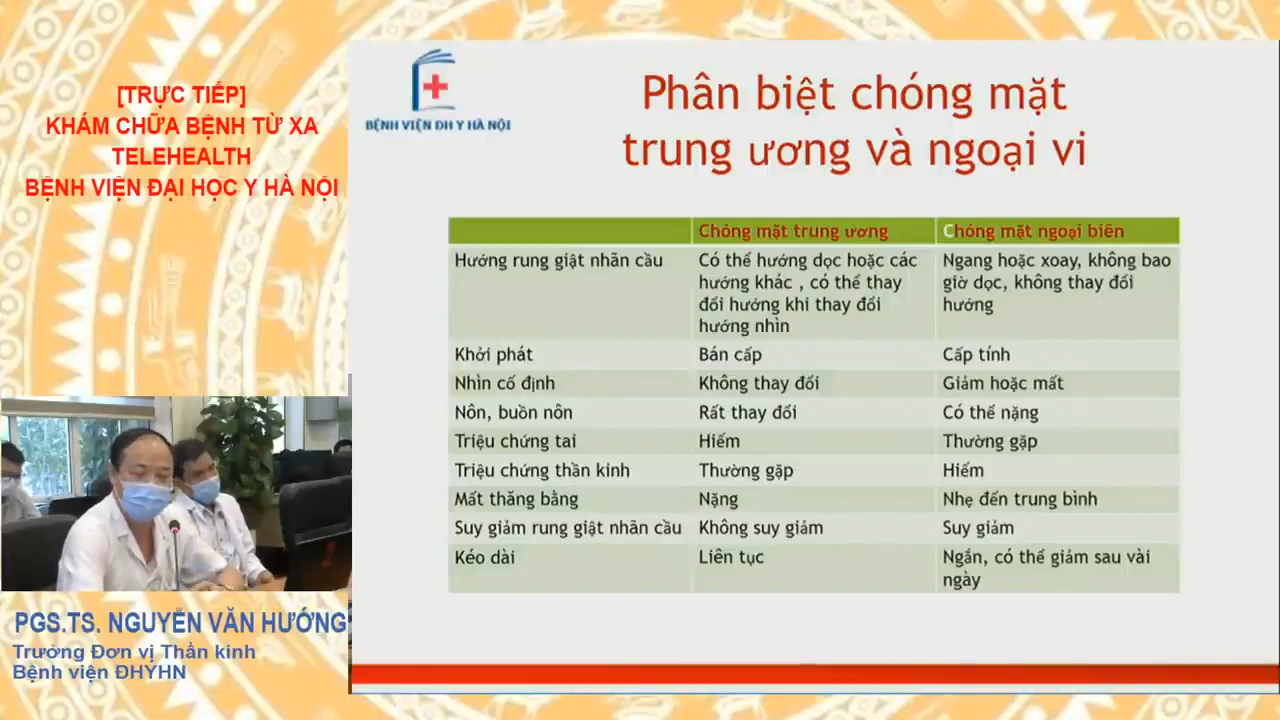 [TRỰC TIẾP]
KHÁM CHỮA BỆNH TỪ XA
TELEHEALTH
BỆNH VIỆN ĐẠI HỌC Y HÀ NỘI
BỆNH VIỆN ĐH Y HÀ NỘI
Phân biệt chóng mặt
trung ương và ngoại vi
Chóng mặt trung ương
Chóng mặt ngoại biên
Hướng rung giật nhãn cầu
Có thể hướng dọc hoặc các
hướng khác , có thể thay
đổi hướng khi thay đổi
hướng nhìn
Ngang hoặc xoay, không bao
giờ dọc, không thay đổi
hướng
Khởi phát
Bán cấp
Cấp tính
Nhìn cố định
Không thay đổi
Giảm hoặc mất
Nôn, buồn nôn
Rất thay đổi
Có thể nặng
Triệu chứng tai
Hiếm
Thường gặp
Triệu chứng thần kinh
Thường gặp
Hiếm
Mất thăng bằng
Nặng
Nhẹ đến trung bình
Suy giảm rung giật nhãn cầu
Không suy giảm
Suy giảm
Kéo dài
Liên tục
Ngắn, có thể giảm sau vài
ngày
PGS.TS. NGUYỄN VĂN HƯỚNG
Trưởng Đơn vị Thần kinh
Bệnh viện ĐHYHN